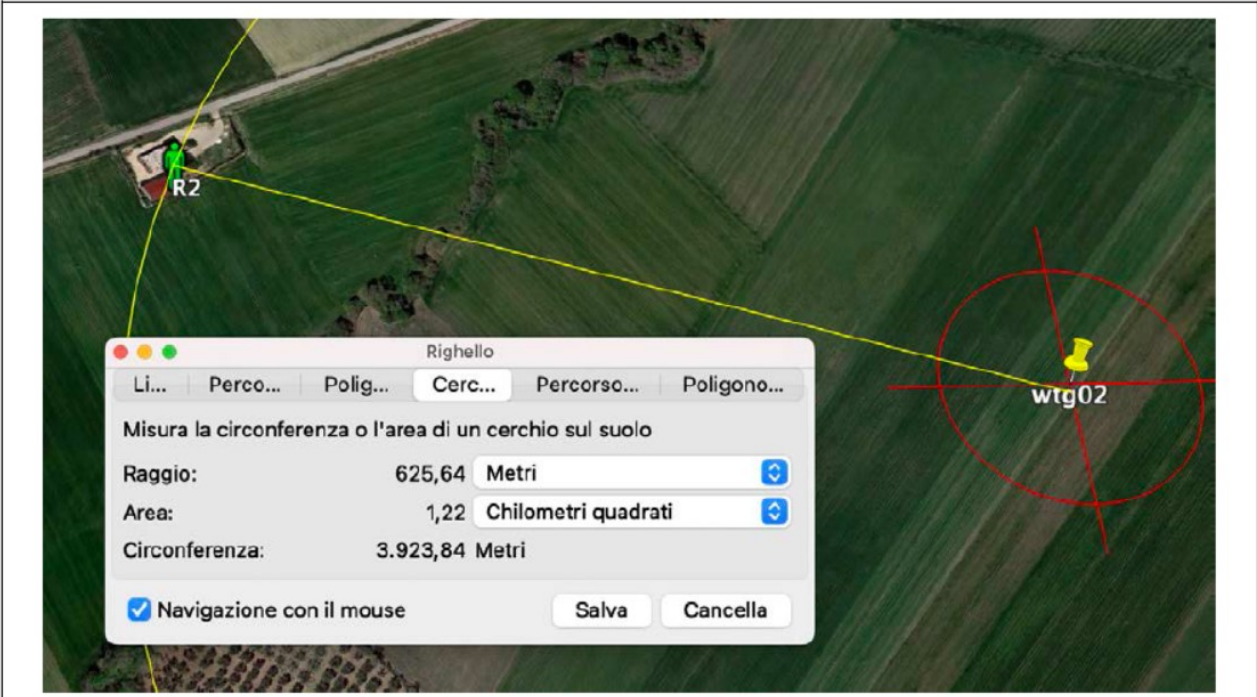 R2
wtg02
Righello
Li... Perco... Polig... Cerc... Percorso... Poligono...
Misura la circonferenza o l'area di un cerchio sul suolo
Raggio: 625,64 Metri
Area: 1,22 Chilometri quadrati
Circonferenza: 3.923,84 Metri
Navigazione con il mouse Salva Cancella